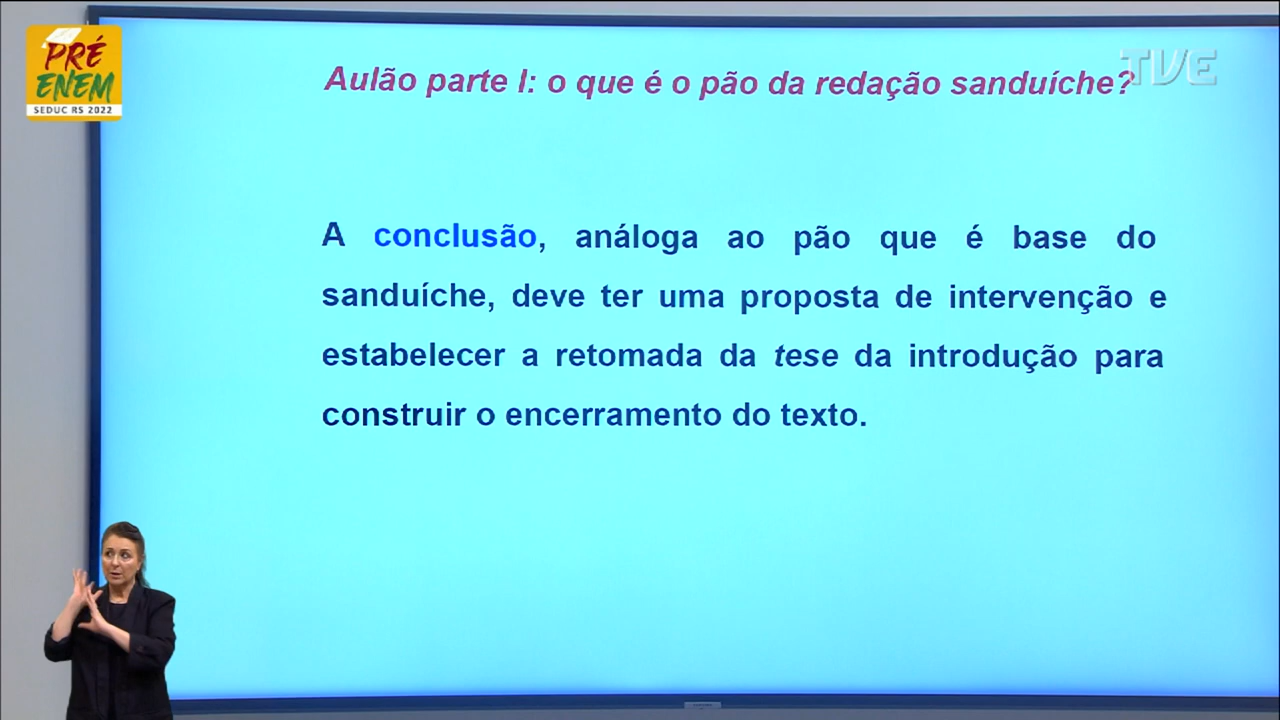 PRÉ
ENEM
SEDUC RS 2022
TVE
Aulão parte I: o que é o pão da redação sanduíche?
A conclusão, análoga ao pão que é base do
sanduíche, deve ter uma proposta de intervenção e
estabelecer a retomada da tese da introdução para
construir o encerramento do texto.